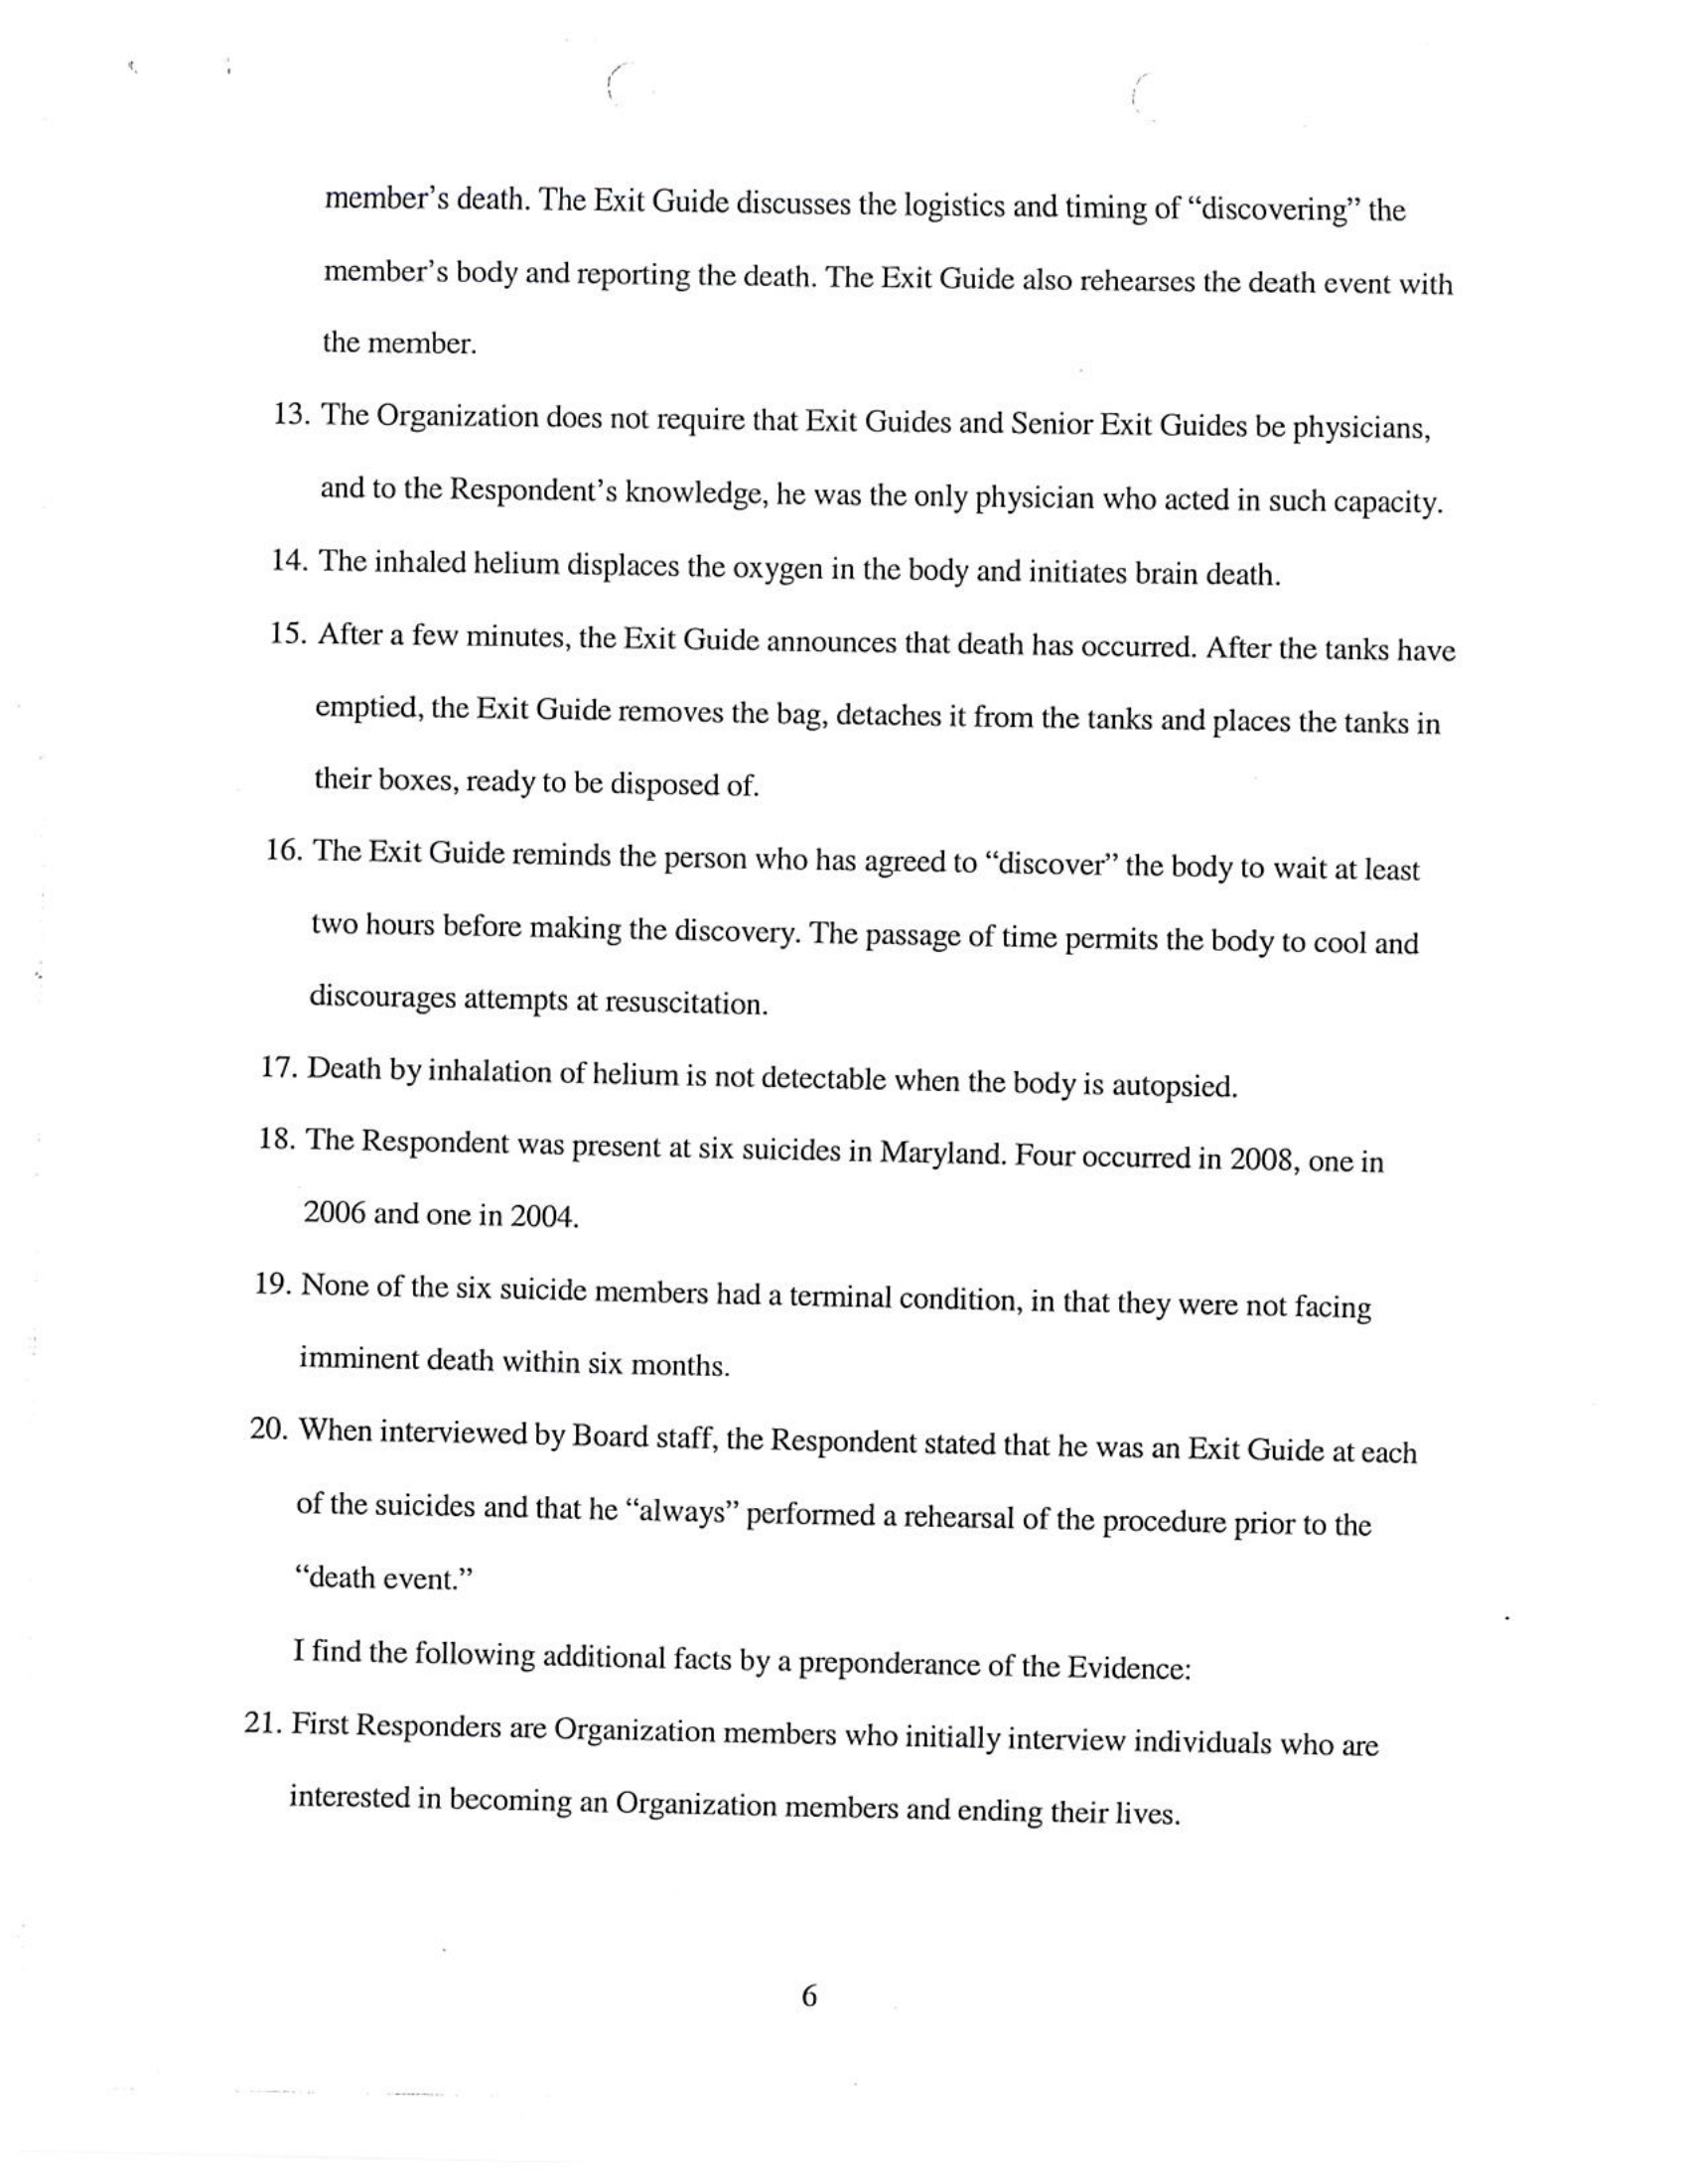 member's death. The Exit Guide discusses the logistics and timing of “discovering” the
member's body and reporting the death. The Exit Guide also rehearses the death event with
the member.
13. The Organization does not require that Exit Guides and Senior Exit Guides be physicians,
and to the Respondent's knowledge, he was the only physician who acted in such capacity.
14. The inhaled helium displaces the oxygen in the body and initiates brain death.
15. After a few minutes, the Exit Guide announces that death has occurred. After the tanks have
emptied, the Exit Guide removes the bag, detaches it from the tanks and places the tanks in
their boxes, ready to be disposed of.
16. The Exit Guide reminds the person who has agreed to “discover” the body to wait at least
two hours before making the discovery. The passage of time permits the body to cool and
discourages attempts at resuscitation.
17. Death by inhalation of helium is not detectable when the body is autopsied.
18. The Respondent was present at six suicides in Maryland. Four occurred in 2008, one in
2006 and one in 2004.
19. None of the six suicide members had a terminal condition, in that they were not facing
imminent death within six months.
20. When interviewed by Board staff, the Respondent stated that he was an Exit Guide at each
of the suicides and that he “always” performed a rehearsal of the procedure prior to the
“death event.”
I find the following additional facts by a preponderance of the Evidence:
21. First Responders are Organization members who initially interview individuals who are
interested in becoming an Organization members and ending their lives.
6